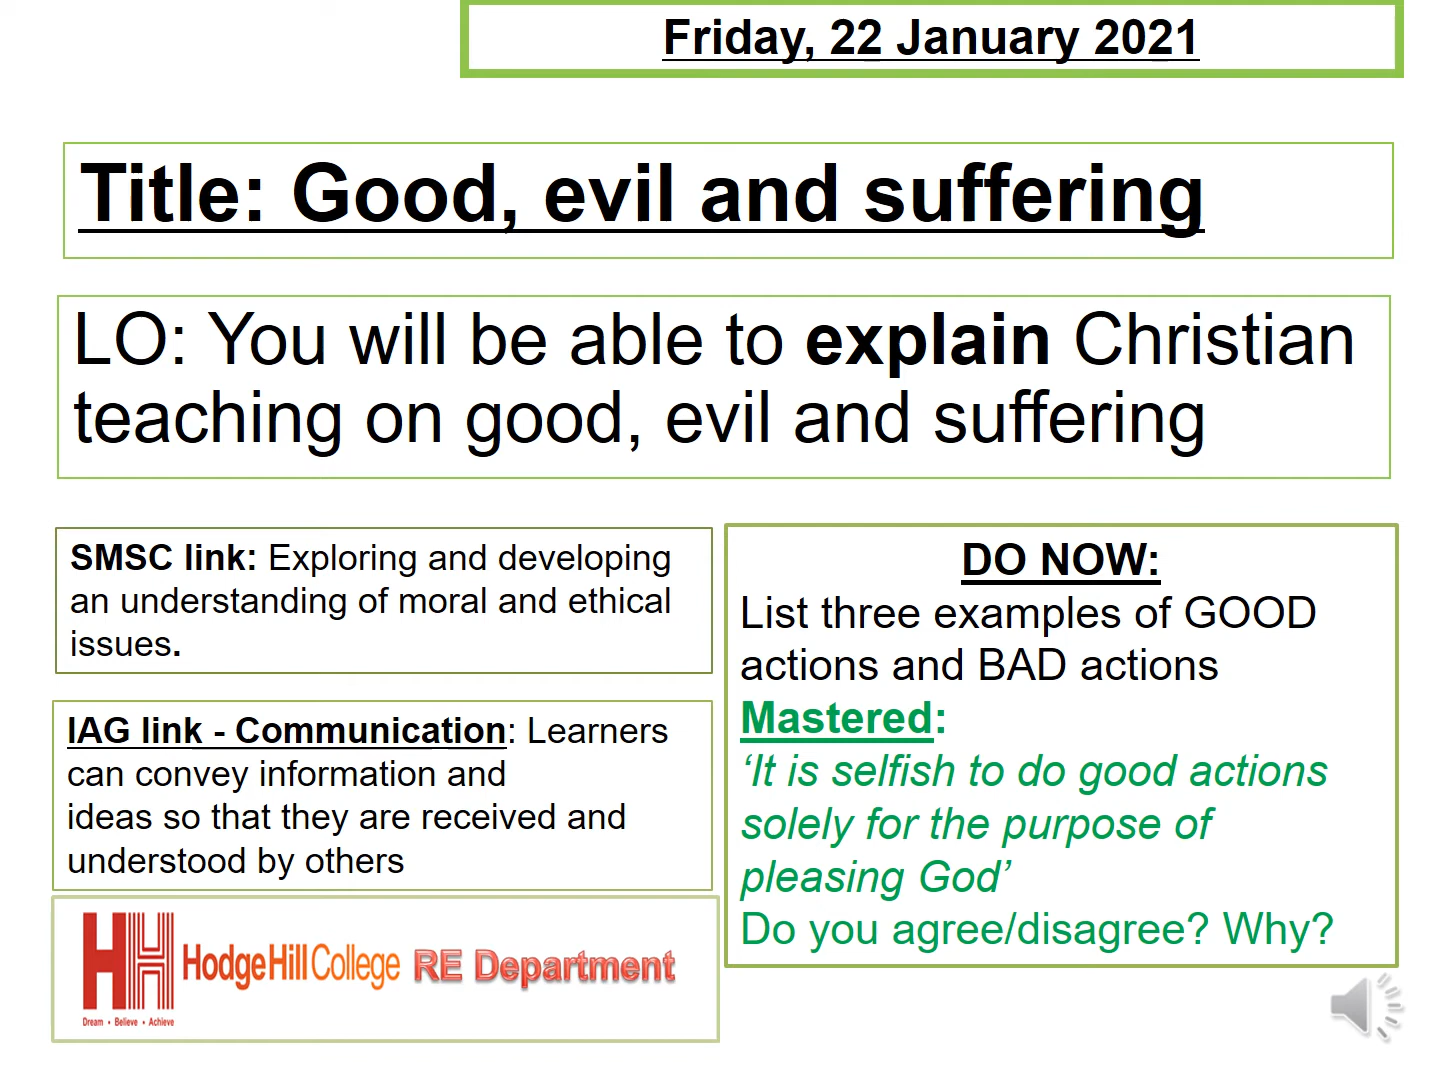 Friday, 22 January 2021
Title: Good, evil and suffering
LO: You will be able to explain Christian
teaching on good, evil and suffering
SMSC link: Exploring and developing
an understanding of moral and ethical
issues.
IAG link - Communication: Learners
can convey information and
ideas so that they are received and
understood by others
HH
Hodge Hill College RE Department
Dream • Believe • Achieve
DO NOW:
List three examples of GOOD
actions and BAD actions
Mastered:
‘It is selfish to do good actions
solely for the purpose of
pleasing God’
Do you agree/disagree? Why?